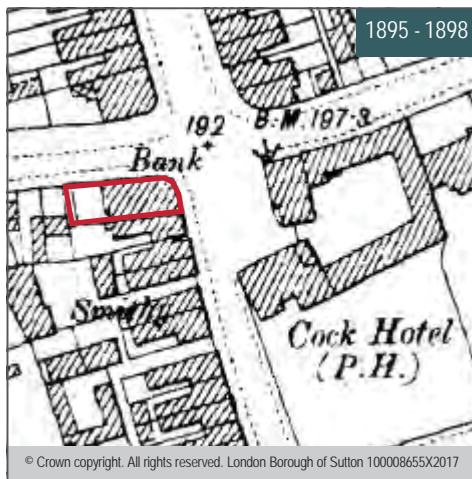 1895 - 1898
192
B.M. 197·3
Bank
Smithy
Cock Hotel
(P.H.)
© Crown copyright. All rights reserved. London Borough of Sutton 100008655X2017